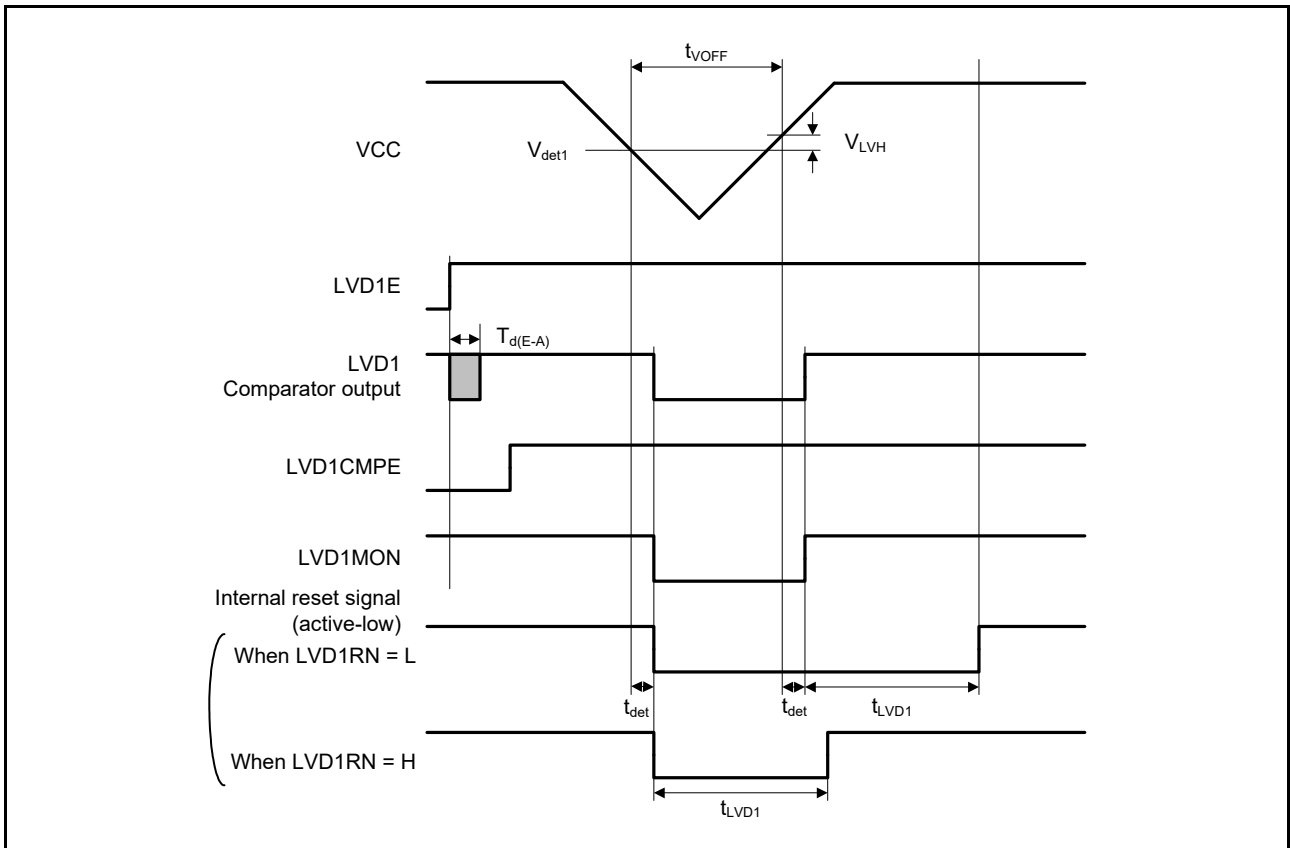 tVOFF
VCC
Vdet1
VLVH
LVD1E
Td(E-A)
LVD1
Comparator output
LVD1CMPE
LVD1MON
Internal reset signal
(active-low)
When LVD1RN = L
tdet
tdet
tLVD1
When LVD1RN = H
tLVD1